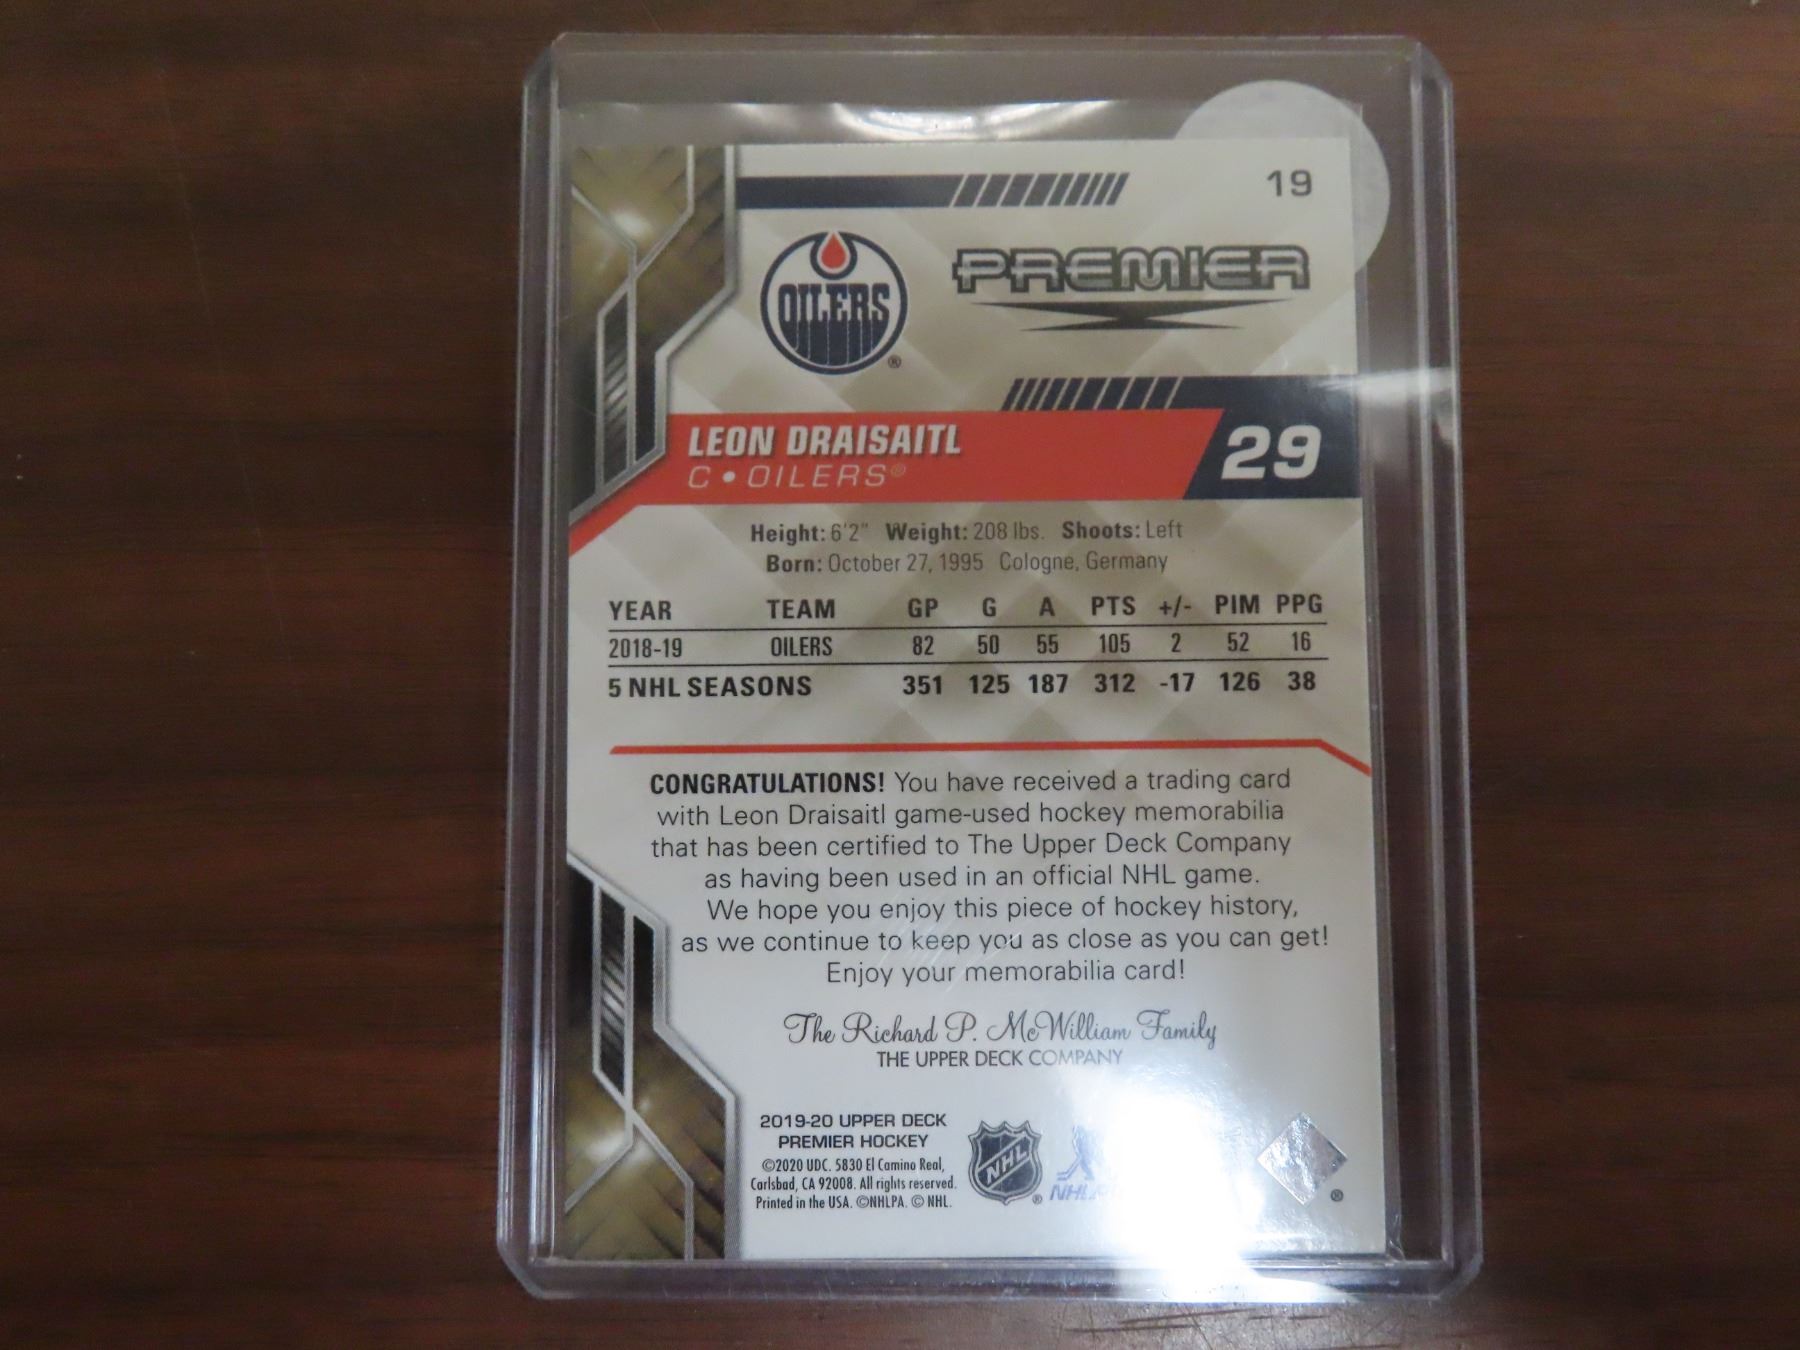 19
OILERS
®
PREMIER
LEON DRAISAITL
C • OILERS®
29
Height: 6'2" Weight: 208 lbs. Shoots: Left
Born: October 27, 1995 Cologne, Germany
YEAR TEAM GP G A PTS +/- PIM PPG
2018-19 OILERS 82 50 55 105 2 52 16
5 NHL SEASONS 351 125 187 312 -17 126 38
CONGRATULATIONS! You have received a trading card
with Leon Draisaitl game-used hockey memorabilia
that has been certified to The Upper Deck Company
as having been used in an official NHL game.
We hope you enjoy this piece of hockey history,
as we continue to keep you as close as you can get!
Enjoy your memorabilia card!
The Richard P. McWilliam Family
THE UPPER DECK COMPANY
2019-20 UPPER DECK
PREMIER HOCKEY
©2020 UDC. 5830 El Camino Real,
Carlsbad, CA 92008. All rights reserved.
Printed in the USA. ©NHLPA. © NHL.
NHL
®
NHLPA
®